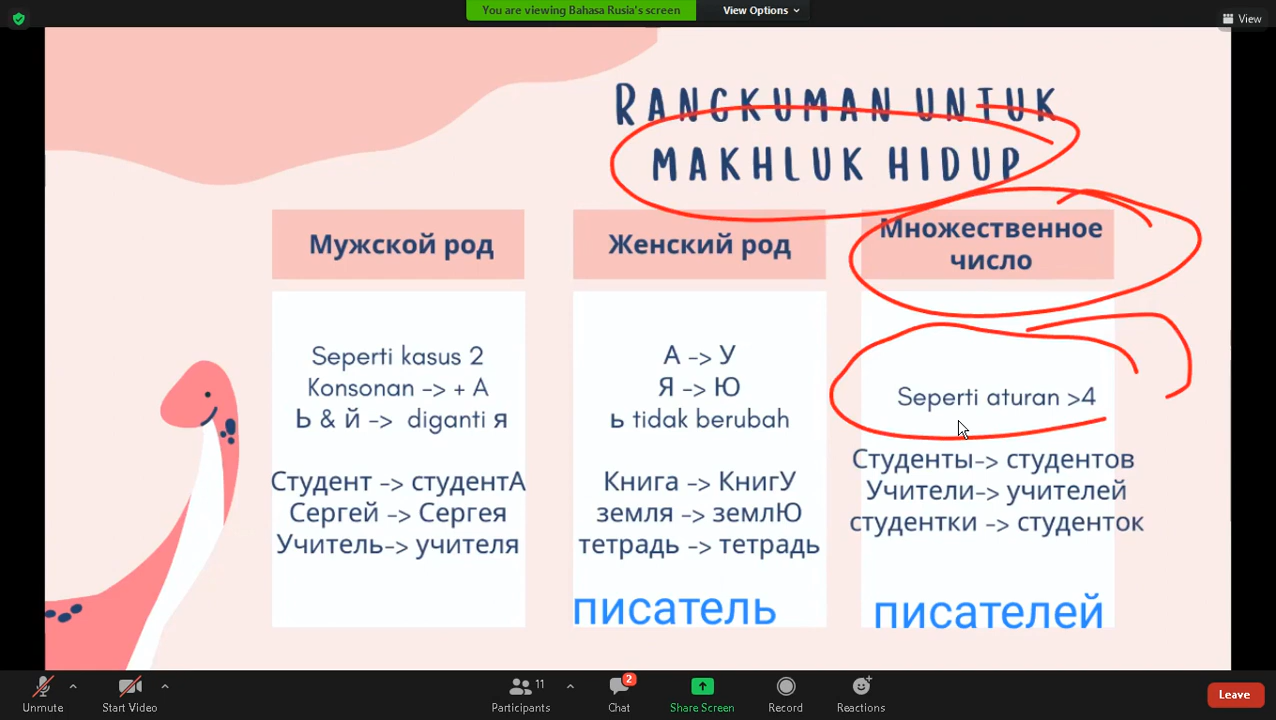 You are viewing Bahasa Rusia's screen
View Options
View
RANGKUMAN UNTUK
MAKHLUK HIDUP
Мужской род
Seperti kasus 2
Konsonan -> + А
Ь & й -> diganti я
Студент -> студентА
Сергей -> Сергея
Учитель-> учителя
Женский род
А -> У
Я -> Ю
ь tidak berubah
Книга -> КнигУ
земля -> землЮ
тетрадь -> тетрадь
писатель
Множественное
число
Seperti aturan >4
Студенты-> студентов
Учители-> учителей
студентки -> студенток
писателей
Unmute
Start Video
Participants
11
Chat
2
Share Screen
Record
Reactions
Leave